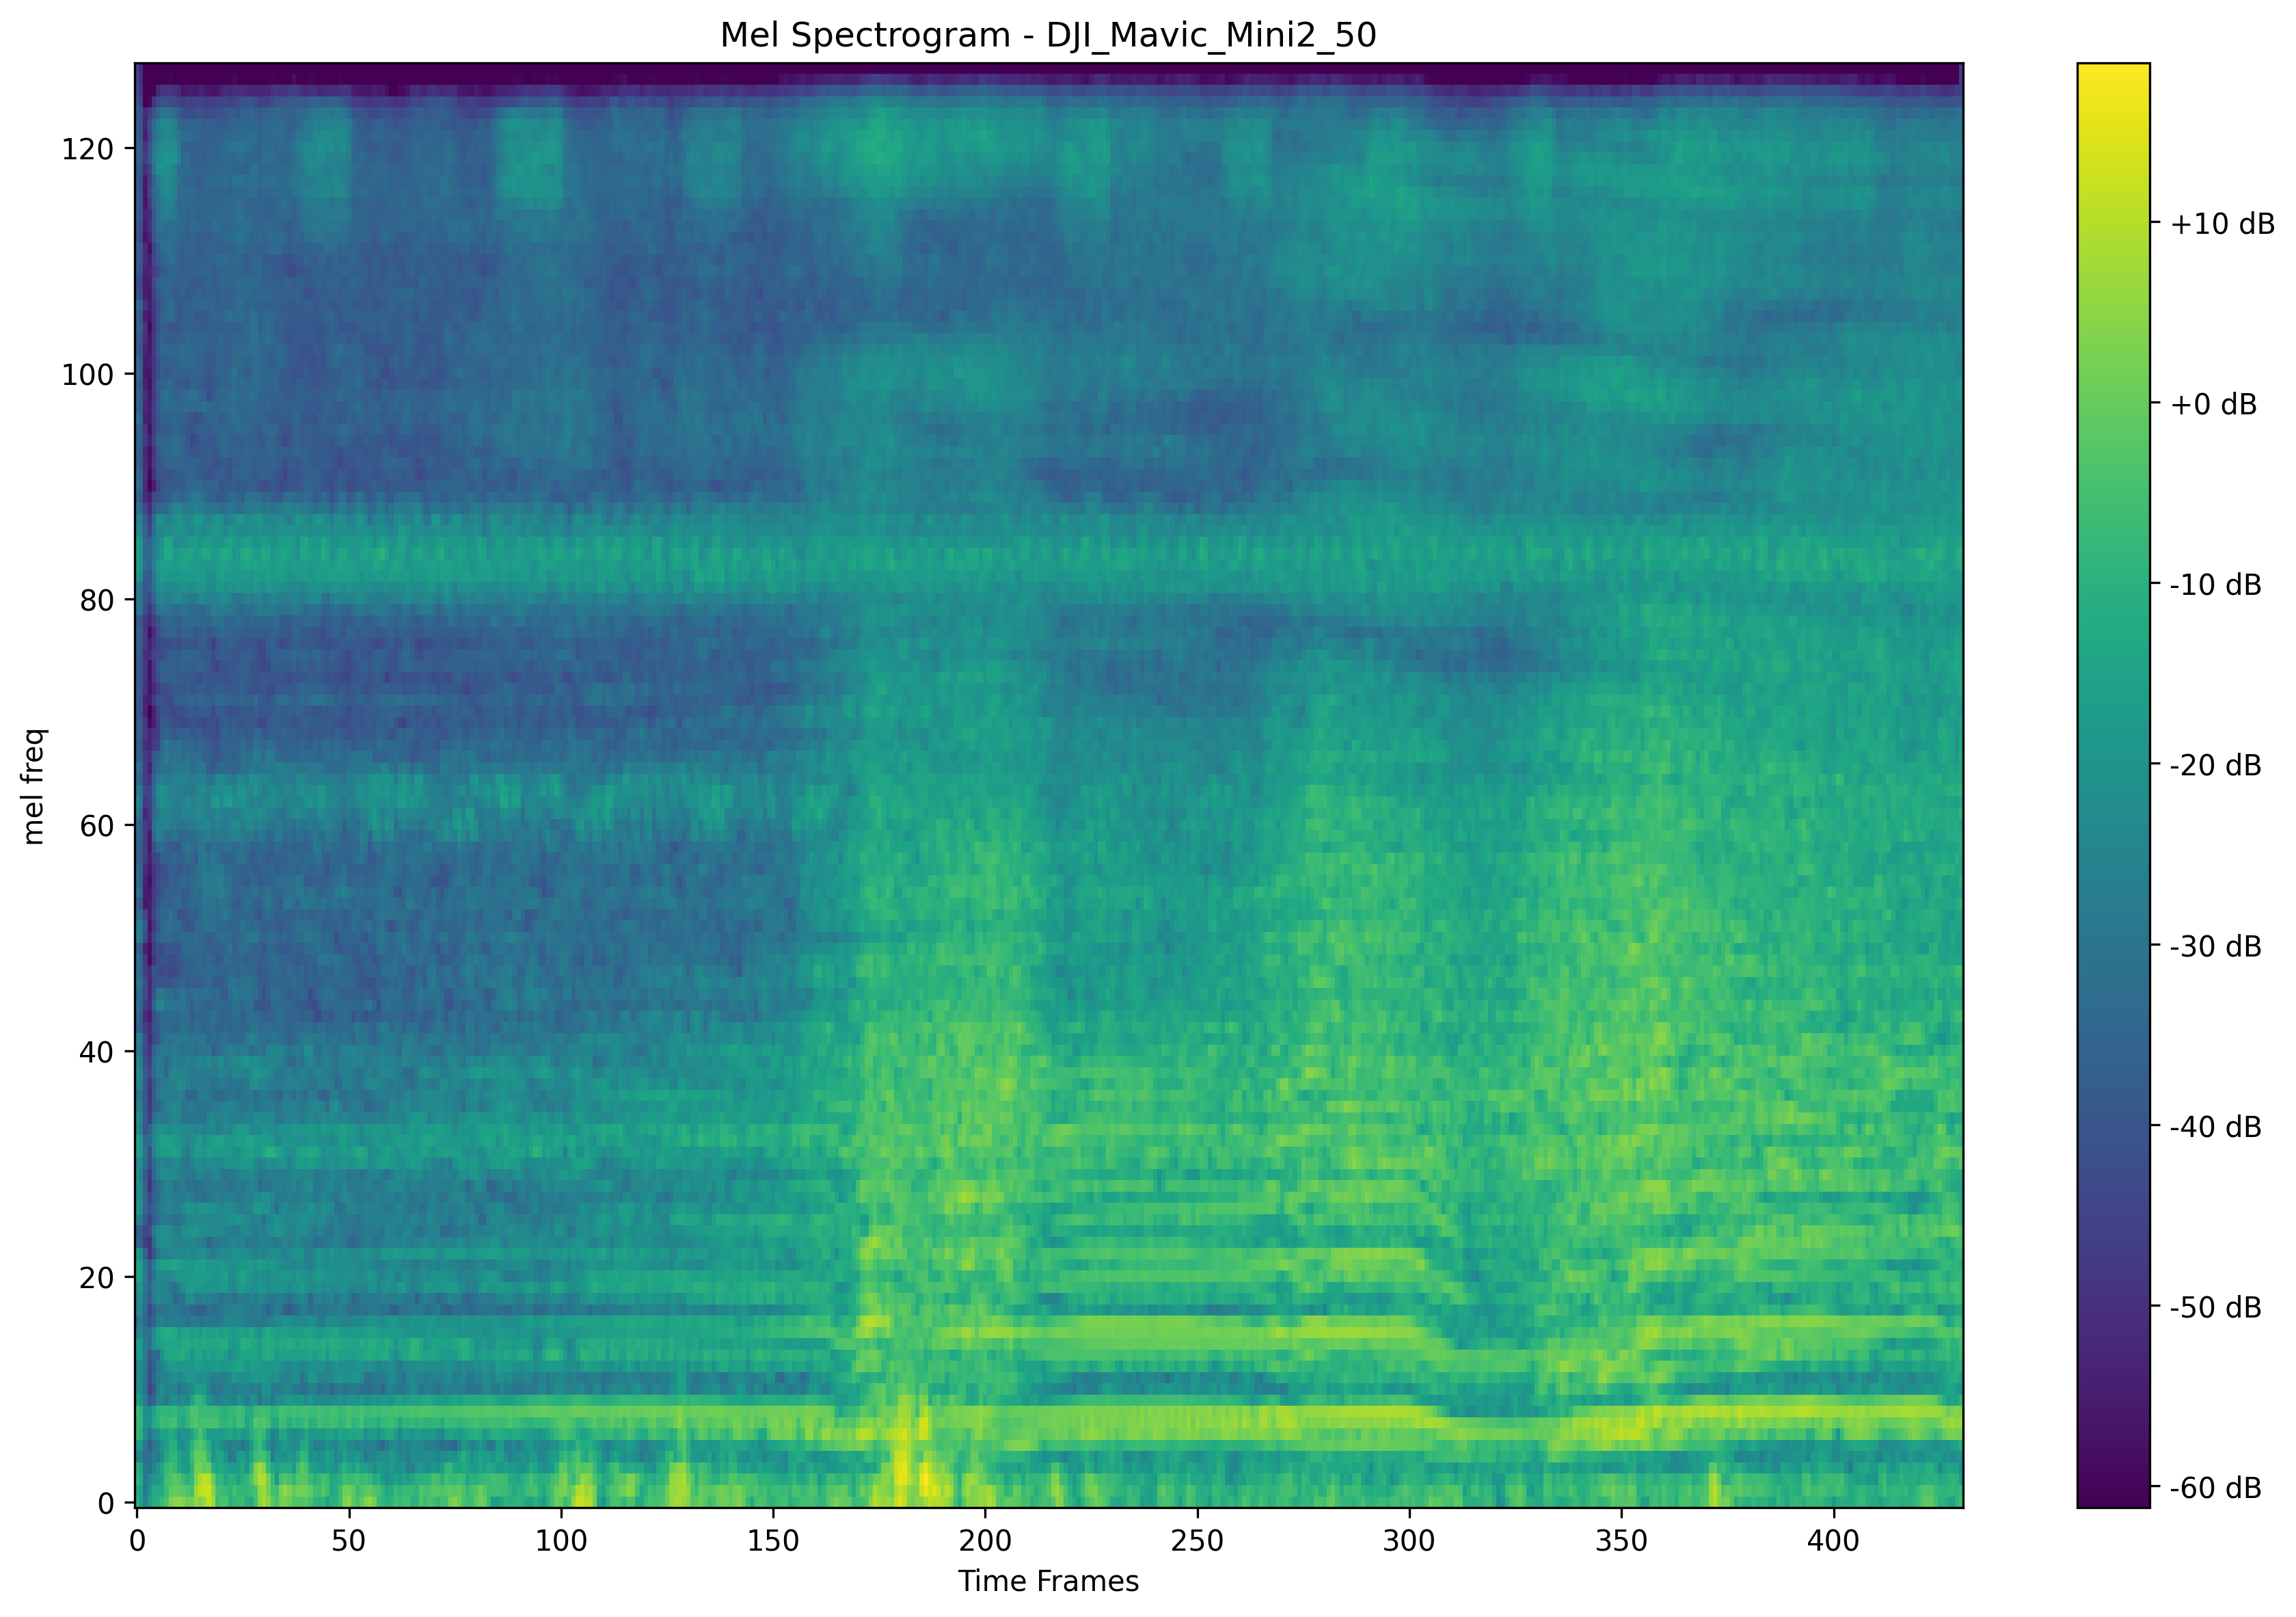 Mel Spectrogram - DJI_Mavic_Mini2_50
mel freq
120
100
80
60
40
20
0
0 50 100 150 200 250 300 350 400
Time Frames
+10 dB
+0 dB
-10 dB
-20 dB
-30 dB
-40 dB
-50 dB
-60 dB